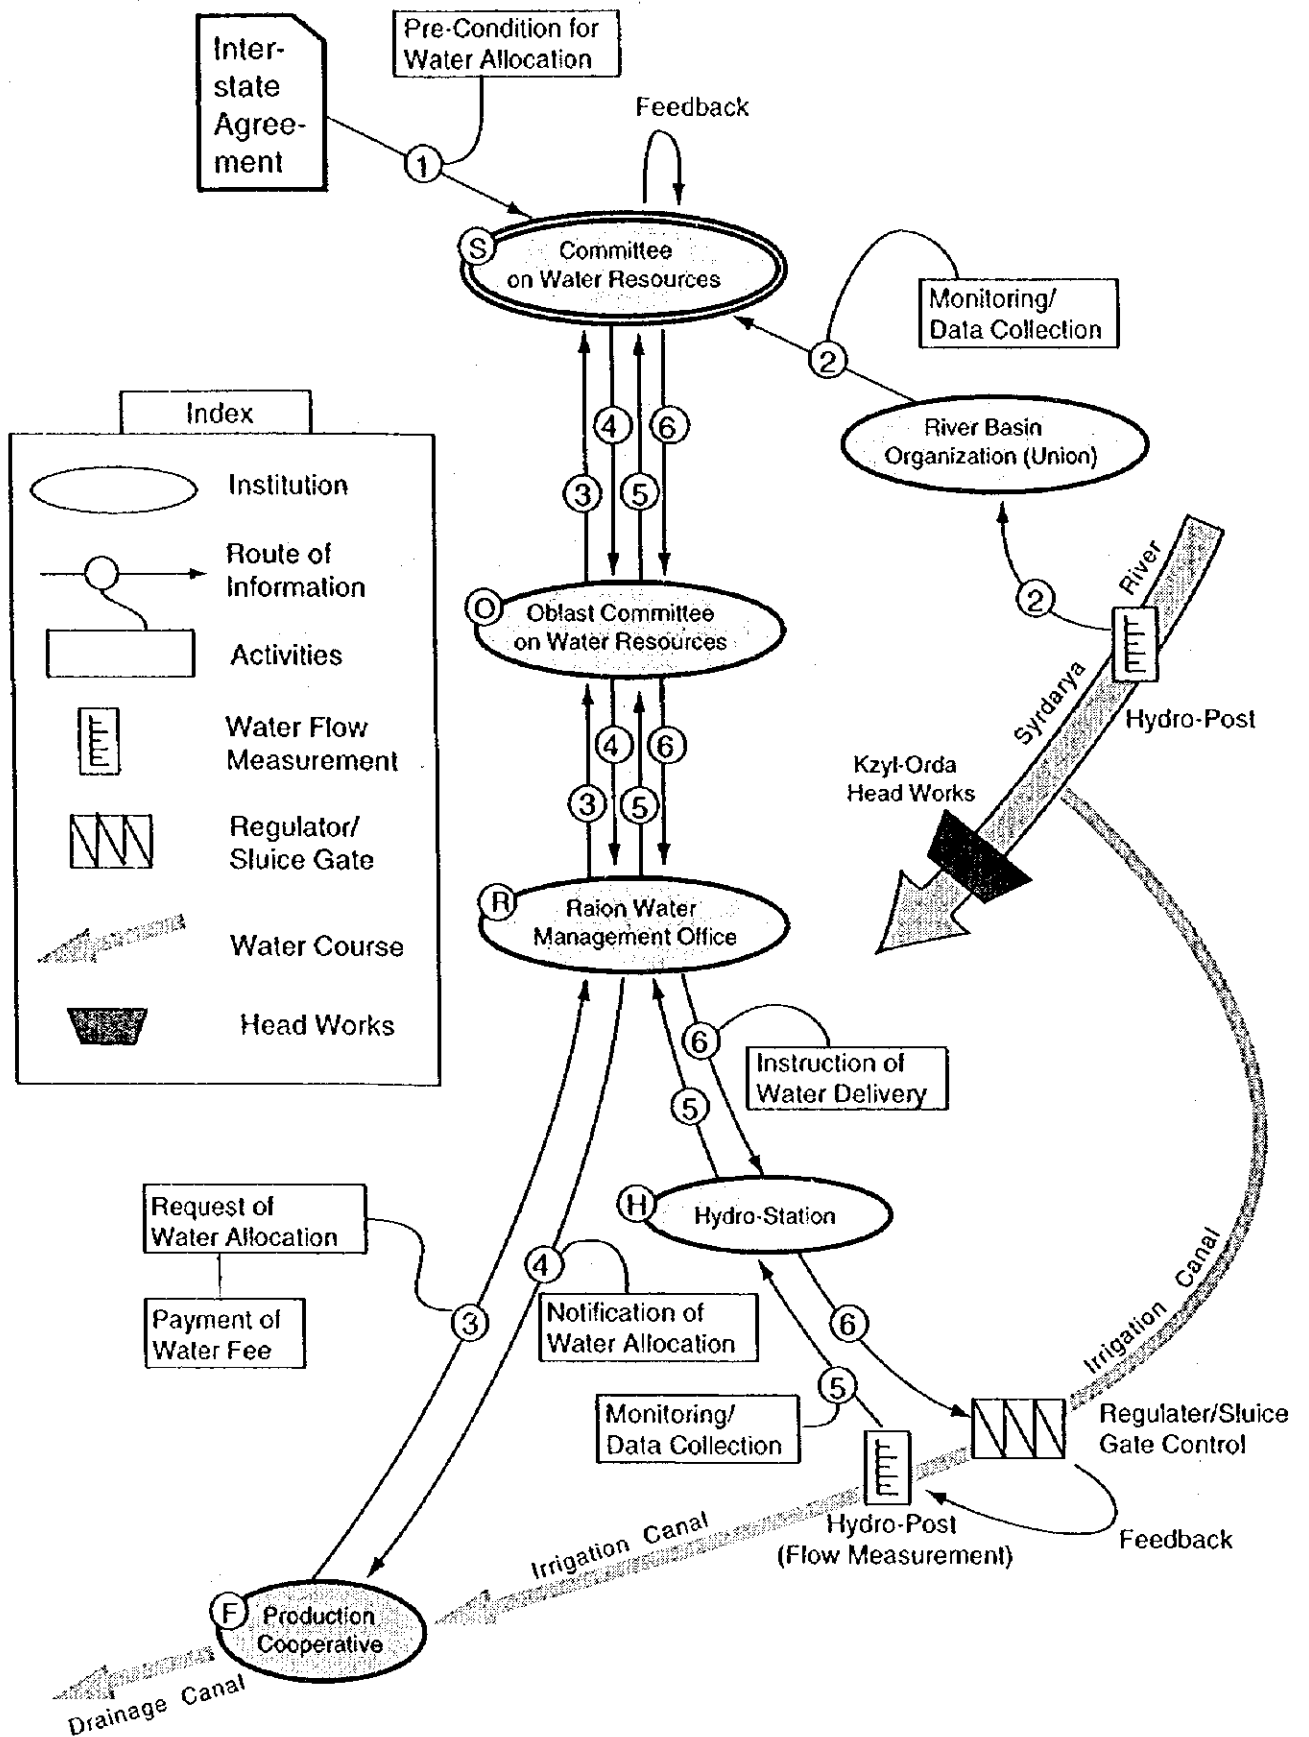 Inter-
state
Agree-
ment
Pre-Condition for
Water Allocation
Feedback
1
S
Committee
on Water Resources
Monitoring/
Data Collection
2
River Basin
Organization (Union)
4
6
3
5
Index
Institution
Route of
Information
Activities
Water Flow
Measurement
Regulator/
Sluice Gate
Water Course
Head Works
O
Oblast Committee
on Water Resources
2
Syrdarya River
Hydro-Post
Kzyl-Orda
Head Works
4
6
3
5
R
Raion Water
Management Office
6
Instruction of
Water Delivery
5
H
Hydro-Station
Request of
Water Allocation
Payment of
Water Fee
3
4
Notification of
Water Allocation
6
5
Monitoring/
Data Collection
Irrigation Canal
Regulater/Sluice
Gate Control
Hydro-Post
(Flow Measurement)
Feedback
Irrigation Canal
F
Production
Cooperative
Drainage Canal